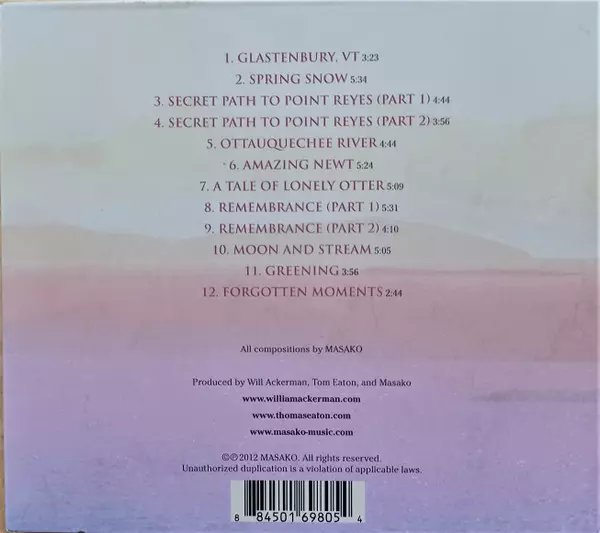 1. GLASTENBURY, VT 3:23
2. SPRING SNOW 5:34
3. SECRET PATH TO POINT REYES (PART 1) 4:44
4. SECRET PATH TO POINT REYES (PART 2) 3:56
5. OTTAUQUECHEE RIVER 4:44
6. AMAZING NEWT 5:24
7. A TALE OF LONELY OTTER 5:09
8. REMEMBRANCE (PART 1) 5:31
9. REMEMBRANCE (PART 2) 4:10
10. MOON AND STREAM 5:05
11. GREENING 3:56
12. FORGOTTEN MOMENTS 2:44
All compositions by MASAKO
Produced by Will Ackerman, Tom Eaton, and Masako
www.williamackerman.com
www.thomaseaton.com
www.masako-music.com
©℗ 2012 MASAKO. All rights reserved.
Unauthorized duplication is a violation of applicable laws.
8 84501 69805 4